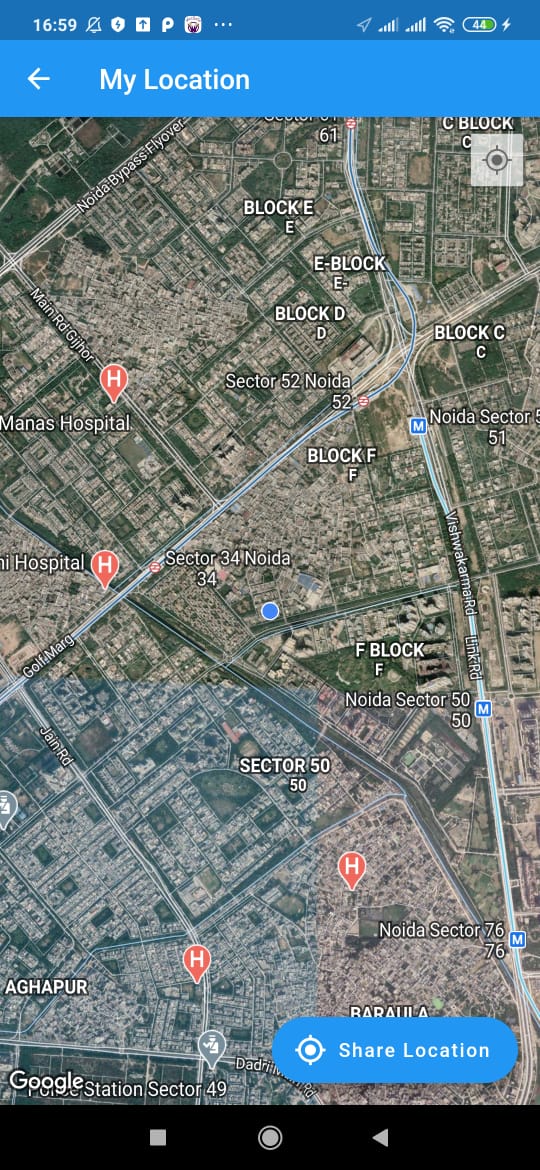 16:59
44
My Location
61
C BLOCK
C
Noida Bypass Flyover
BLOCK E
E
E-BLOCK
E-
Main Rd Gijhor
BLOCK D
D
BLOCK C
C
H
Sector 52 Noida
52
Manas Hospital
M
Noida Sector 5
51
BLOCK F
F
Vishwakarma Rd
Hospital
H
Sector 34 Noida
34
Golf Marg
F BLOCK
F
Link Rd
Noida Sector 50
50
M
Jain Rd
SECTOR 50
50
H
Noida Sector 76
76
M
H
AGHAPUR
BARAULA
Share Location
Dadri Main Rd
Google
Police Station Sector 49